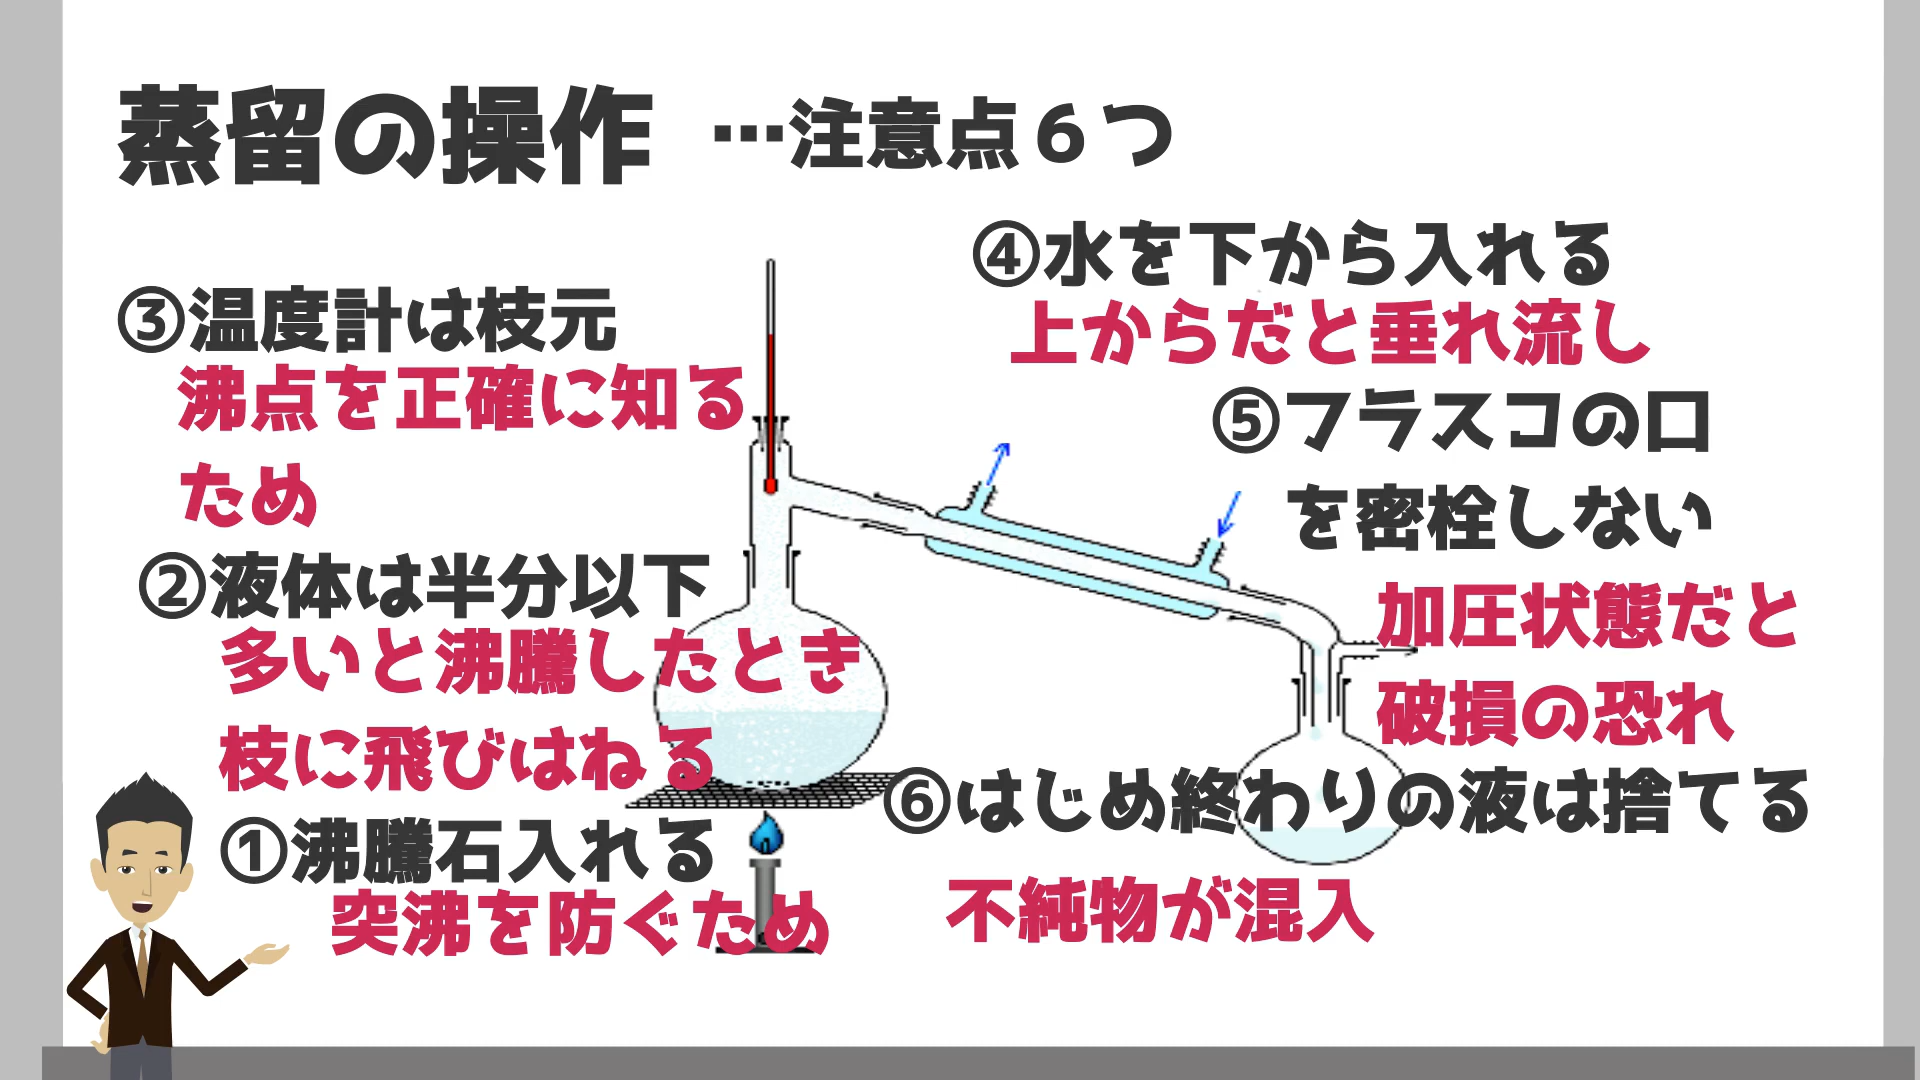 蒸留の操作 …注意点６つ
③温度計は枝元
沸点を正確に知る
ため
②液体は半分以下
多いと沸騰したとき
枝に飛びはねる
①沸騰石入れる
突沸を防ぐため
④水を下から入れる
上からだと垂れ流し
⑤フラスコの口
を密栓しない
加圧状態だと
破損の恐れ
⑥はじめ終わりの液は捨てる
不純物が混入